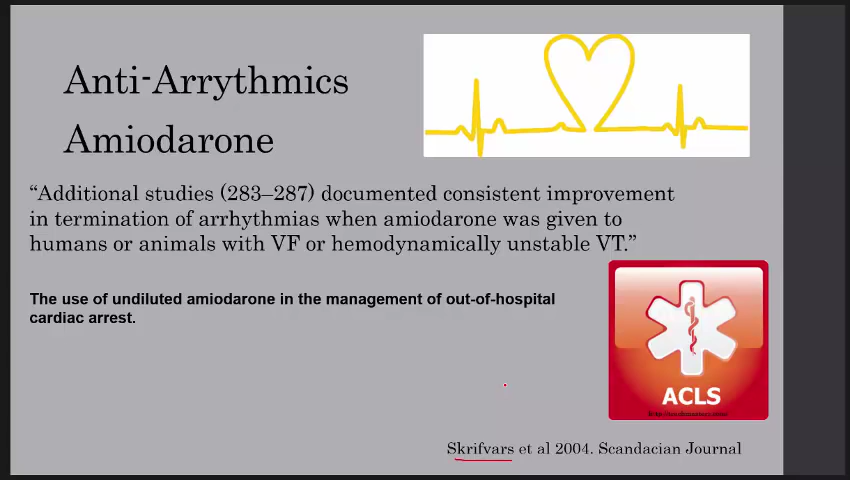 Anti-Arrythmics
Amiodarone
“Additional studies (283–287) documented consistent improvement
in termination of arrhythmias when amiodarone was given to
humans or animals with VF or hemodynamically unstable VT.”
The use of undiluted amiodarone in the management of out-of-hospital
cardiac arrest.
ACLS
Skrifvars et al 2004. Scandacian Journal